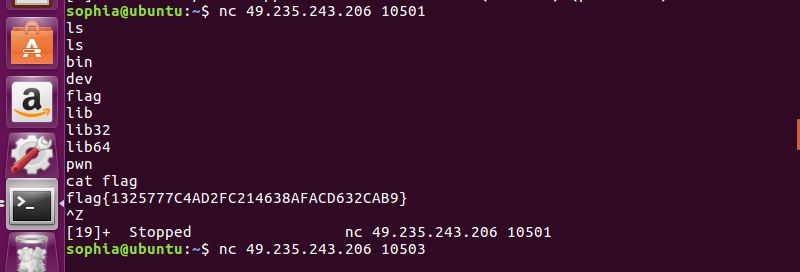 sophia@ubuntu:~$ nc 49.235.243.206 10501
ls
ls
bin
dev
flag
lib
lib32
lib64
pwn
cat flag
flag{1325777C4AD2FC214638AFACD632CAB9}
^Z
[19]+  Stopped                 nc 49.235.243.206 10501
sophia@ubuntu:~$ nc 49.235.243.206 10503